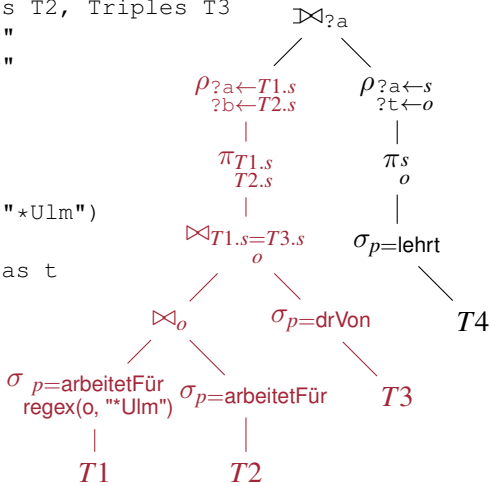 s T2, Triples T3
"
"
"*Ulm")
as t
⟕?a
ρ?a←T1.s
?b←T2.s
ρ?a←s
?t←o
πT1.s
T2.s
πs
o
⋈T1.s=T3.s
o
σp=lehrt
⋈o
σp=drVon
T4
σ p=arbeitetFür
regex(o, "*Ulm")
σp=arbeitetFür
T3
T1
T2